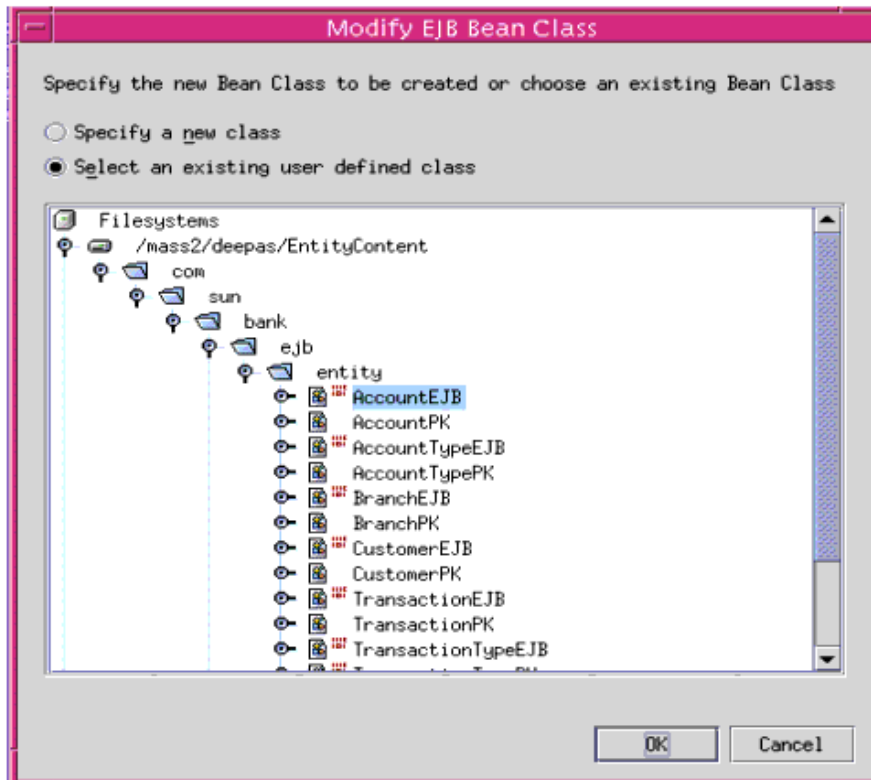 Modify EJB Bean Class
Specify the new Bean Class to be created or choose an existing Bean Class
Specify a new class
Select an existing user defined class
Filesystems
/mass2/deepas/EntityContent
com
sun
bank
ejb
entity
AccountEJB
AccountPK
AccountTypeEJB
AccountTypePK
BranchEJB
BranchPK
CustomerEJB
CustomerPK
TransactionEJB
TransactionPK
TransactionTypeEJB
OK Cancel